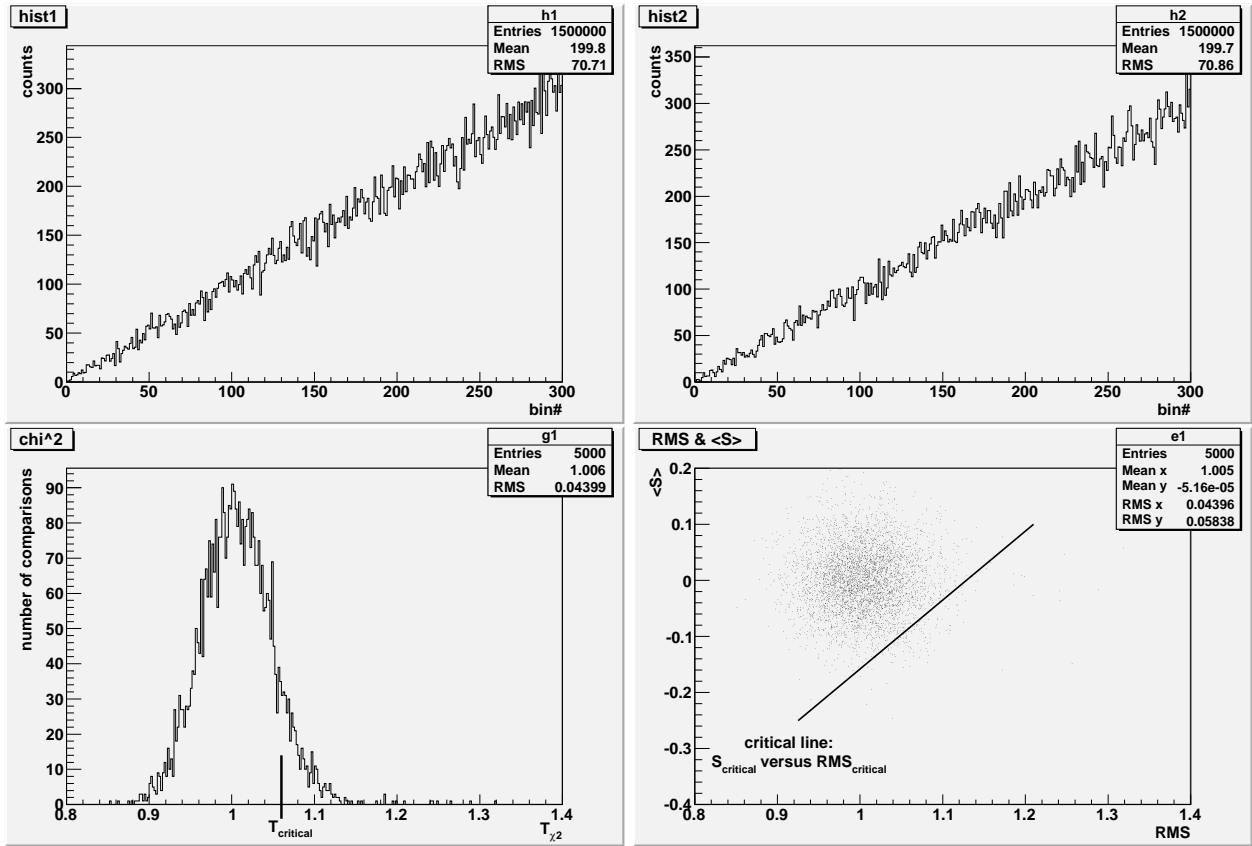 hist1
h1
Entries 1500000
Mean 199.8
RMS 70.71
counts
300
250
200
150
100
50
0
0 50 100 150 200 250 300
bin#
hist2
h2
Entries 1500000
Mean 199.7
RMS 70.86
counts
350
300
250
200
150
100
50
0
0 50 100 150 200 250 300
bin#
chi^2
g1
Entries 5000
Mean 1.006
RMS 0.04399
number of comparisons
90
80
70
60
50
40
30
20
10
0
0.8 0.9 1 1.1 1.2 1.3 1.4
Tcritical
Tχ2
RMS & <S>
e1
Entries 5000
Mean x 1.005
Mean y -5.16e-05
RMS x 0.04396
RMS y 0.05838
<S>
0.2
0.1
0
-0.1
-0.2
-0.3
-0.4
critical line:
Scritical versus RMScritical
0.8 0.9 1 1.1 1.2 1.3 1.4
RMS